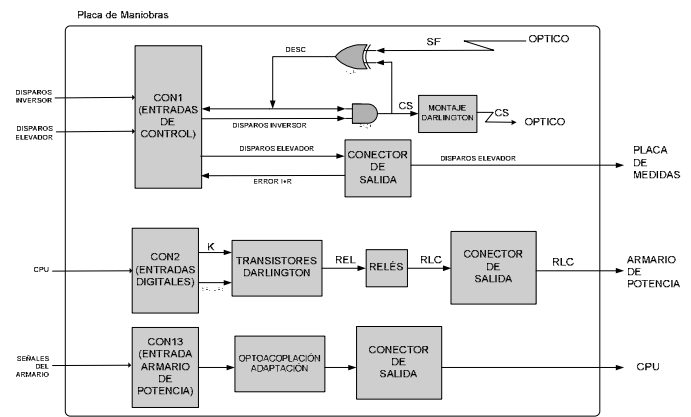 Placa de Maniobras
DESC
SF
OPTICO
CON1
(ENTRADAS
DE
CONTROL)
DISPAROS
INVERSOR
DISPAROS
ELEVADOR
CS
MONTAJE
DARLINGTON
CS
OPTICO
DISPAROS INVERSOR
DISPAROS ELEVADOR
ERROR I+R
CONECTOR
DE
SALIDA
DISPAROS ELEVADOR
PLACA
DE
MEDIDAS
CPU
CON2
(ENTRADAS
DIGITALES)
K
TRANSISTORES
DARLINGTON
REL
RELÉS
RLC
CONECTOR
DE
SALIDA
RLC
ARMARIO
DE
POTENCIA
SEÑALES
DEL
ARMARIO
CON13
(ENTRADA
ARMARIO
DE
POTENCIA)
OPTOACOPLACIÓN
ADAPTACIÓN
CONECTOR
DE
SALIDA
CPU